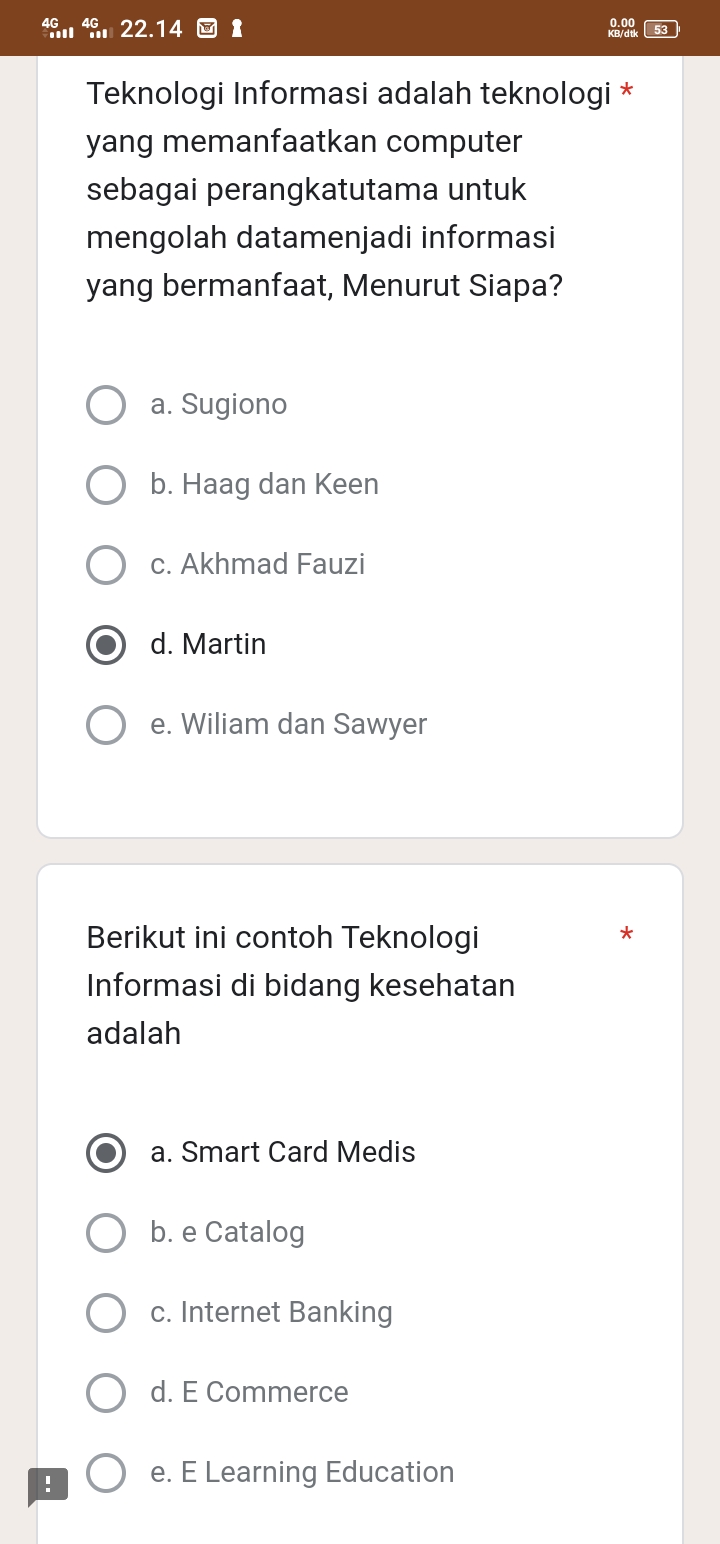 4G 4G 22.14 0.00 KB/dtk 53
Teknologi Informasi adalah teknologi *
yang memanfaatkan computer
sebagai perangkatutama untuk
mengolah datamenjadi informasi
yang bermanfaat, Menurut Siapa?
a. Sugiono
b. Haag dan Keen
c. Akhmad Fauzi
d. Martin
e. Wiliam dan Sawyer
Berikut ini contoh Teknologi *
Informasi di bidang kesehatan
adalah
a. Smart Card Medis
b. e Catalog
c. Internet Banking
d. E Commerce
e. E Learning Education